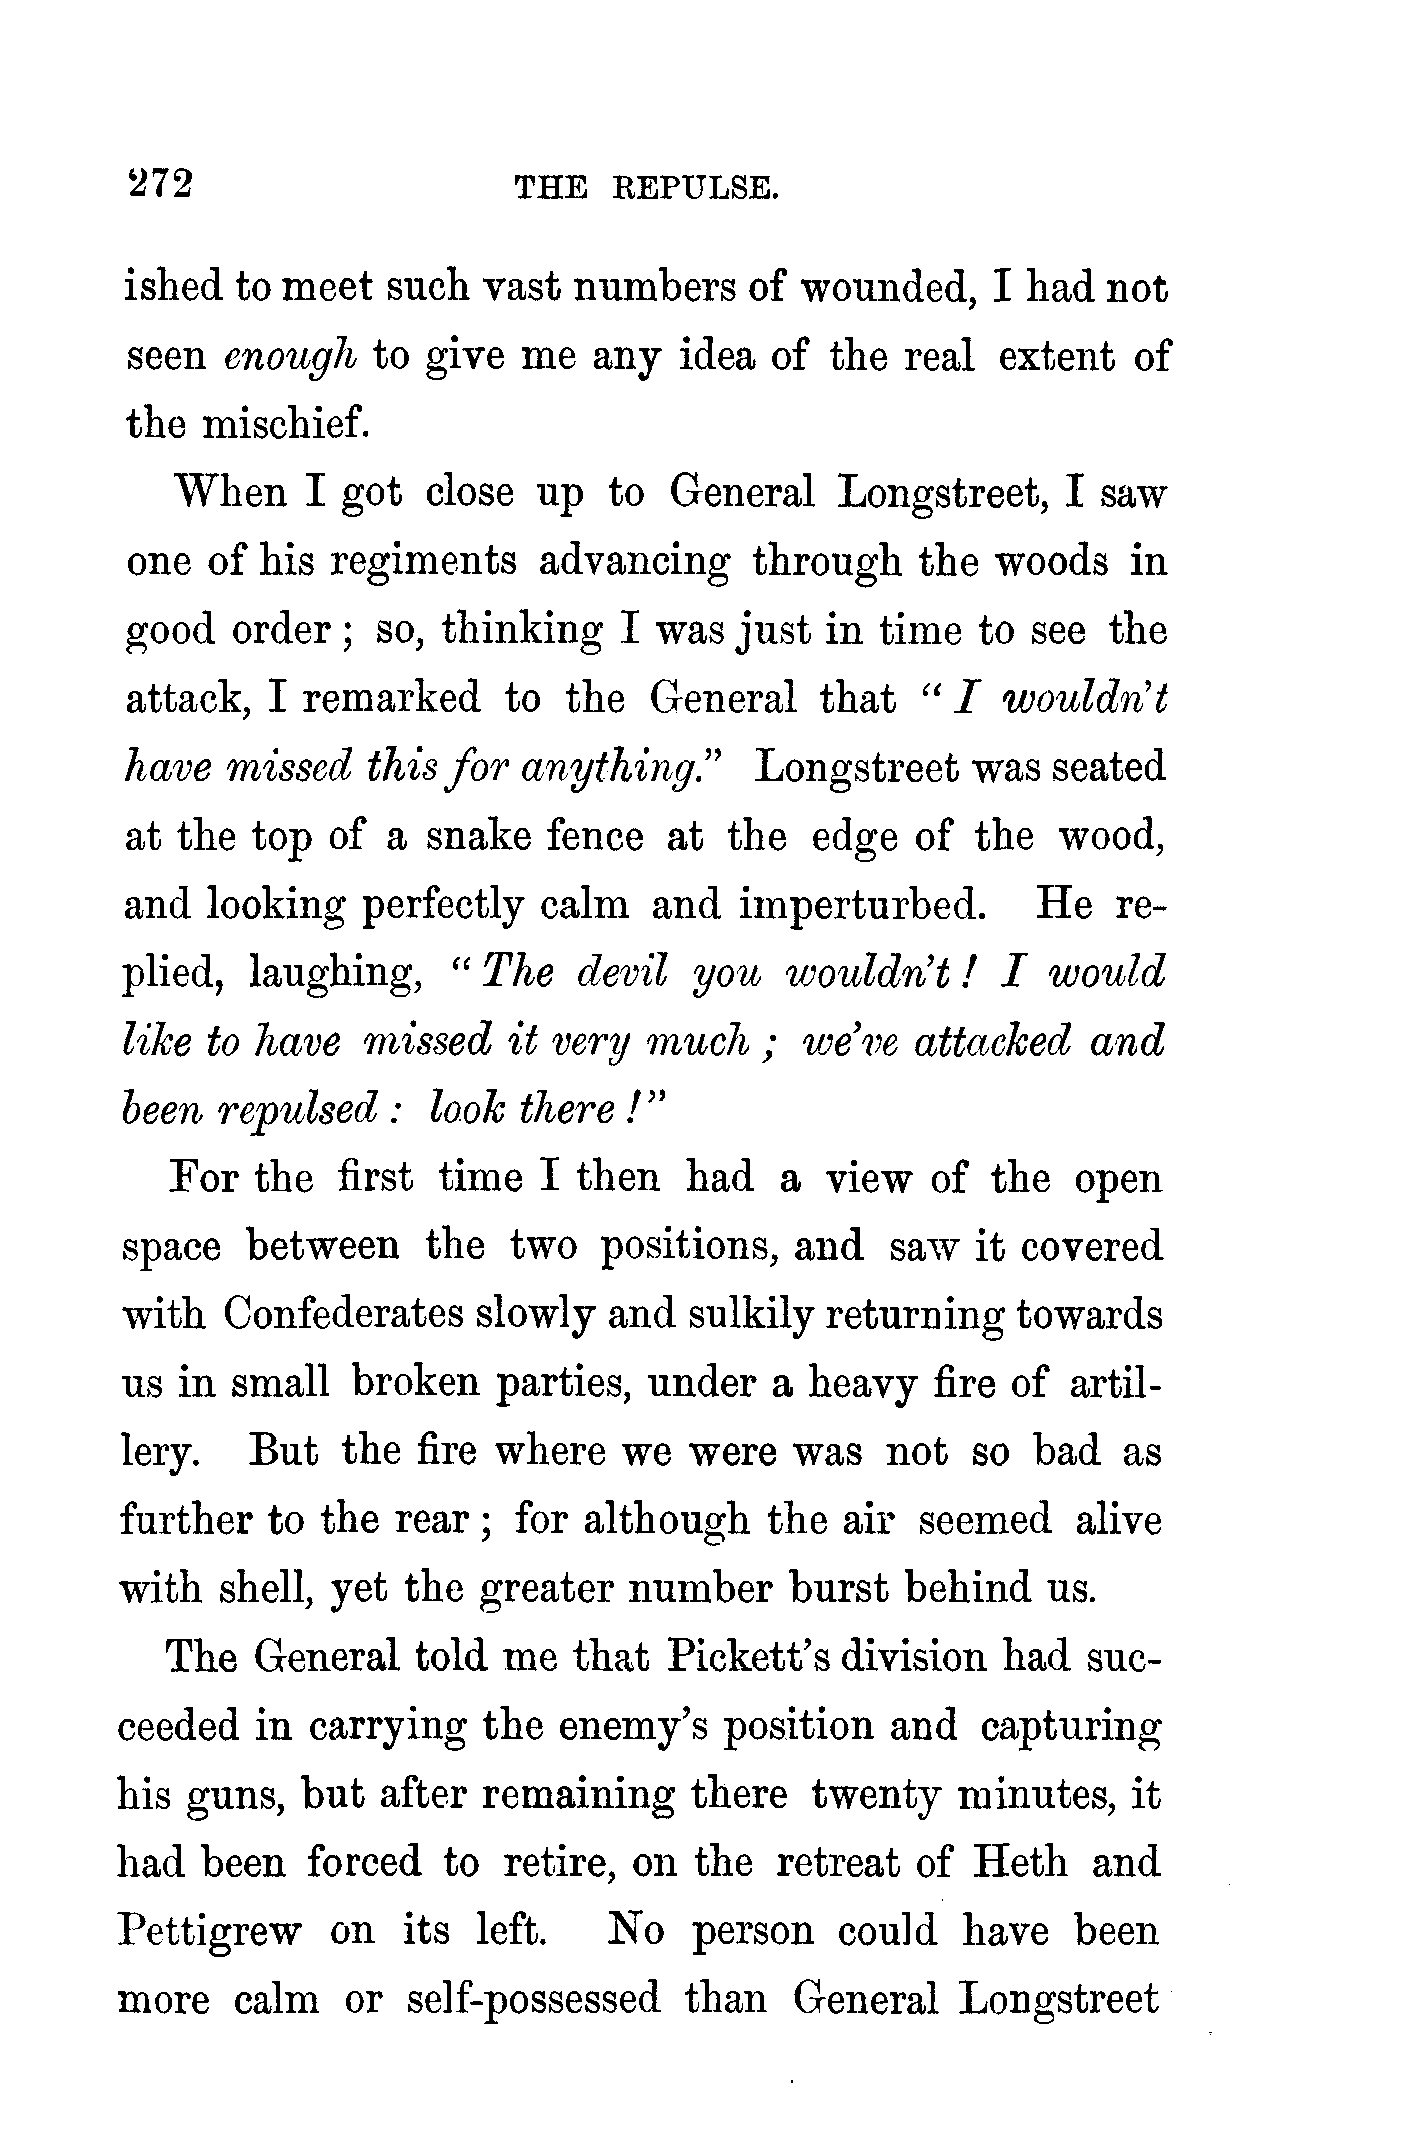 272 THE REPULSE.
ished to meet such vast numbers of wounded, I had not
seen enough to give me any idea of the real extent of
the mischief.
When I got close up to General Longstreet, I saw
one of his regiments advancing through the woods in
good order ; so, thinking I was just in time to see the
attack, I remarked to the General that " I wouldn't
have missed this for anything." Longstreet was seated
at the top of a snake fence at the edge of the wood,
and looking perfectly calm and imperturbed. He re-
plied, laughing, " The devil you wouldn't ! I would
like to have missed it very much ; we've attacked and
been repulsed : look there !"
For the first time I then had a view of the open
space between the two positions, and saw it covered
with Confederates slowly and sulkily returning towards
us in small broken parties, under a heavy fire of artil-
lery. But the fire where we were was not so bad as
further to the rear ; for although the air seemed alive
with shell, yet the greater number burst behind us.
The General told me that Pickett's division had suc-
ceeded in carrying the enemy's position and capturing
his guns, but after remaining there twenty minutes, it
had been forced to retire, on the retreat of Heth and
Pettigrew on its left. No person could have been
more calm or self-possessed than General Longstreet